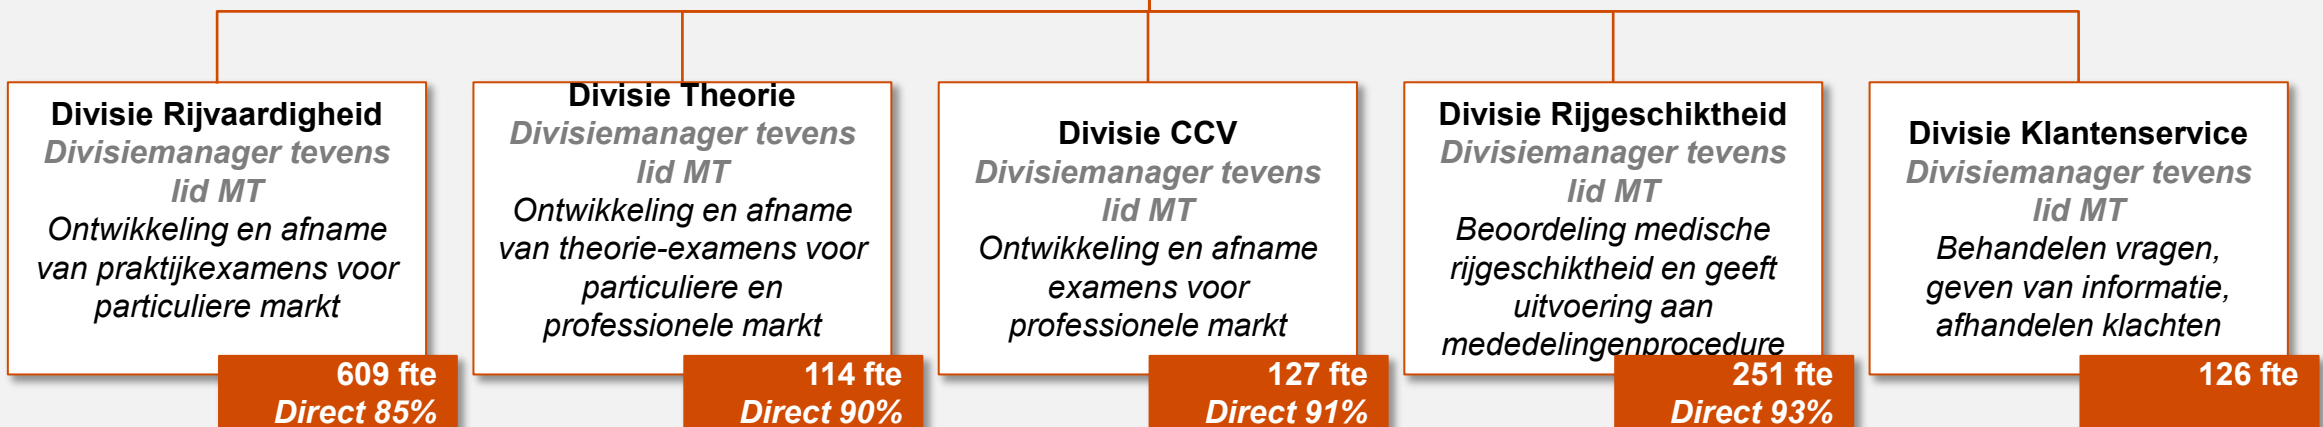 Divisie Rijvaardigheid
Divisiemanager tevens
lid MT
Ontwikkeling en afname
van praktijkexamens voor
particuliere markt
609 fte
Direct 85%
Divisie Theorie
Divisiemanager tevens
lid MT
Ontwikkeling en afname
van theorie-examens voor
particuliere en
professionele markt
114 fte
Direct 90%
Divisie CCV
Divisiemanager tevens
lid MT
Ontwikkeling en afname
examens voor
professionele markt
127 fte
Direct 91%
Divisie Rijgeschiktheid
Divisiemanager tevens
lid MT
Beoordeling medische
rijgeschiktheid en geeft
uitvoering aan
mededelingenprocedure
251 fte
Direct 93%
Divisie Klantenservice
Divisiemanager tevens
lid MT
Behandelen vragen,
geven van informatie,
afhandelen klachten
126 fte